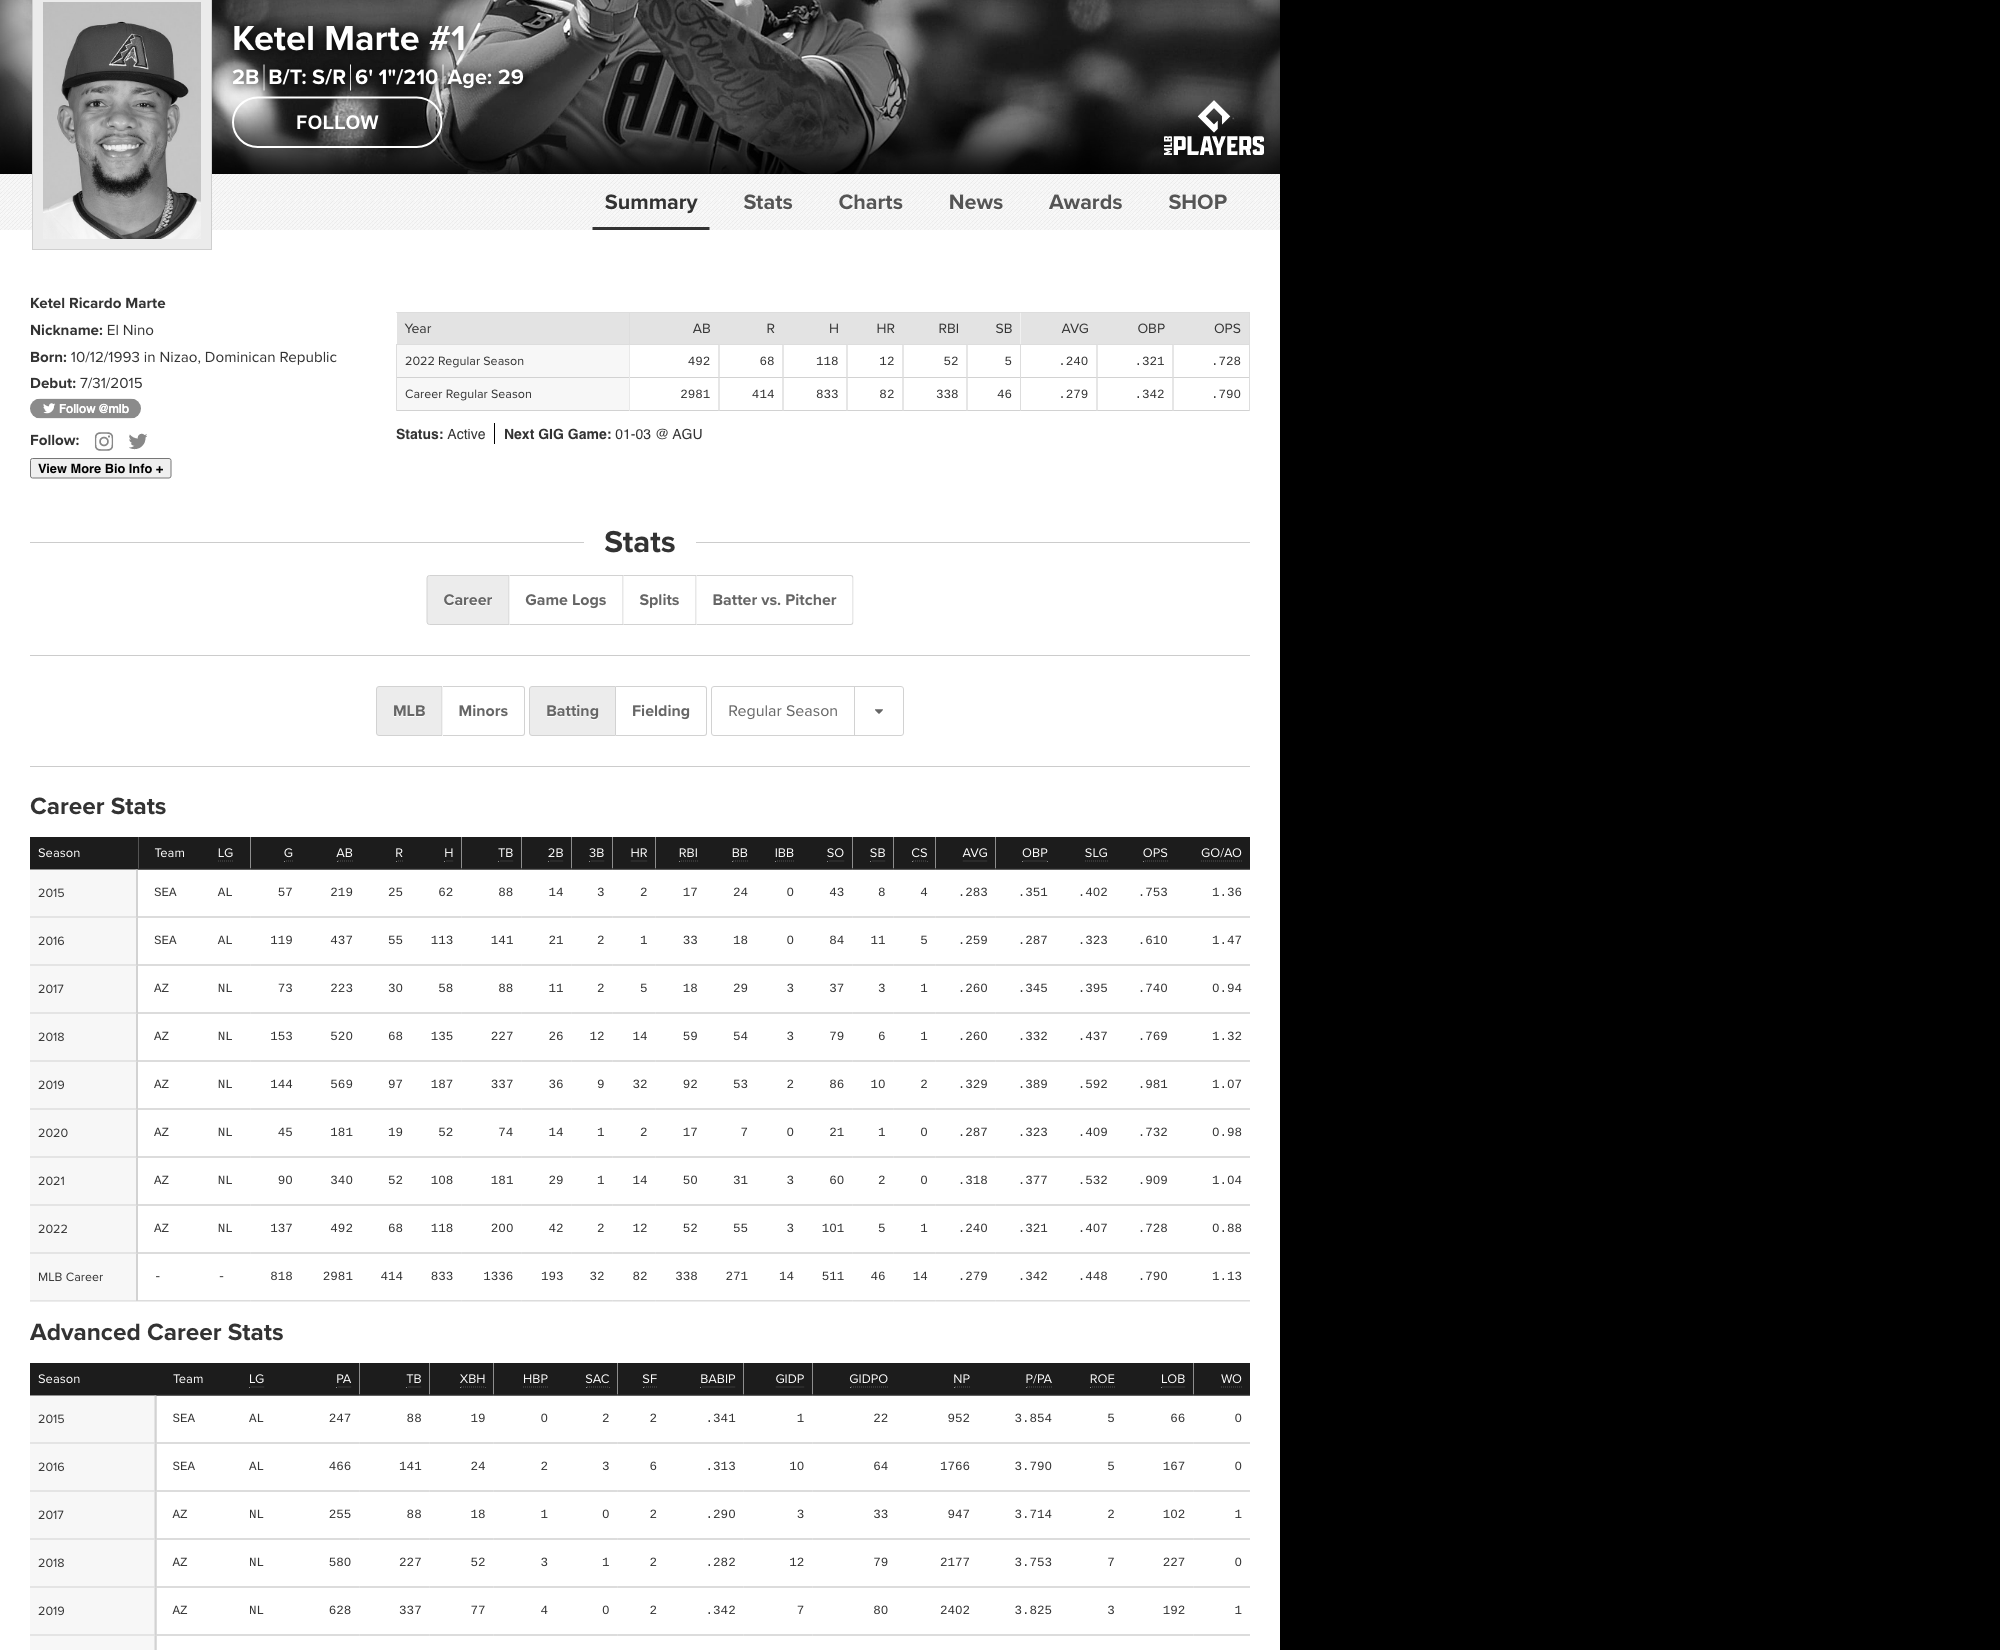 Ketel Marte #1
2B B/T: S/R 6' 1"/210 Age: 29
FOLLOW
MLB PLAYERS
Summary Stats Charts News Awards SHOP
Ketel Ricardo Marte
Nickname: El Nino
Born: 10/12/1993 in Nizao, Dominican Republic
Debut: 7/31/2015
Follow @mlb
Follow:
View More Bio Info +
Year AB R H HR RBI SB AVG OBP OPS
2022 Regular Season 492 68 118 12 52 5 .240 .321 .728
Career Regular Season 2981 414 833 82 338 46 .279 .342 .790
Status: Active Next GIG Game: 01-03 @ AGU
Stats
Career Game Logs Splits Batter vs. Pitcher
MLB Minors Batting Fielding Regular Season
Career Stats
Season Team LG G AB R H TB 2B 3B HR RBI BB IBB SO SB CS AVG OBP SLG OPS GO/AO
2015 SEA AL 57 219 25 62 88 14 3 2 17 24 0 43 8 4 .283 .351 .402 .753 1.36
2016 SEA AL 119 437 55 113 141 21 2 1 33 18 0 84 11 5 .259 .287 .323 .610 1.47
2017 AZ NL 73 223 30 58 88 11 2 5 18 29 3 37 3 1 .260 .345 .395 .740 0.94
2018 AZ NL 153 520 68 135 227 26 12 14 59 54 3 79 6 1 .260 .332 .437 .769 1.32
2019 AZ NL 144 569 97 187 337 36 9 32 92 53 2 86 10 2 .329 .389 .592 .981 1.07
2020 AZ NL 45 181 19 52 74 14 1 2 17 7 0 21 1 0 .287 .323 .409 .732 0.98
2021 AZ NL 90 340 52 108 181 29 1 14 50 31 3 60 2 0 .318 .377 .532 .909 1.04
2022 AZ NL 137 492 68 118 200 42 2 12 52 55 3 101 5 1 .240 .321 .407 .728 0.88
MLB Career - - 818 2981 414 833 1336 193 32 82 338 271 14 511 46 14 .279 .342 .448 .790 1.13
Advanced Career Stats
Season Team LG PA TB XBH HBP SAC SF BABIP GIDP GIDPO NP P/PA ROE LOB WO
2015 SEA AL 247 88 19 0 2 2 .341 1 22 952 3.854 5 66 0
2016 SEA AL 466 141 24 2 3 6 .313 10 64 1766 3.790 5 167 0
2017 AZ NL 255 88 18 1 0 2 .290 3 33 947 3.714 2 102 1
2018 AZ NL 580 227 52 3 1 2 .282 12 79 2177 3.753 7 227 0
2019 AZ NL 628 337 77 4 0 2 .342 7 80 2402 3.825 3 192 1